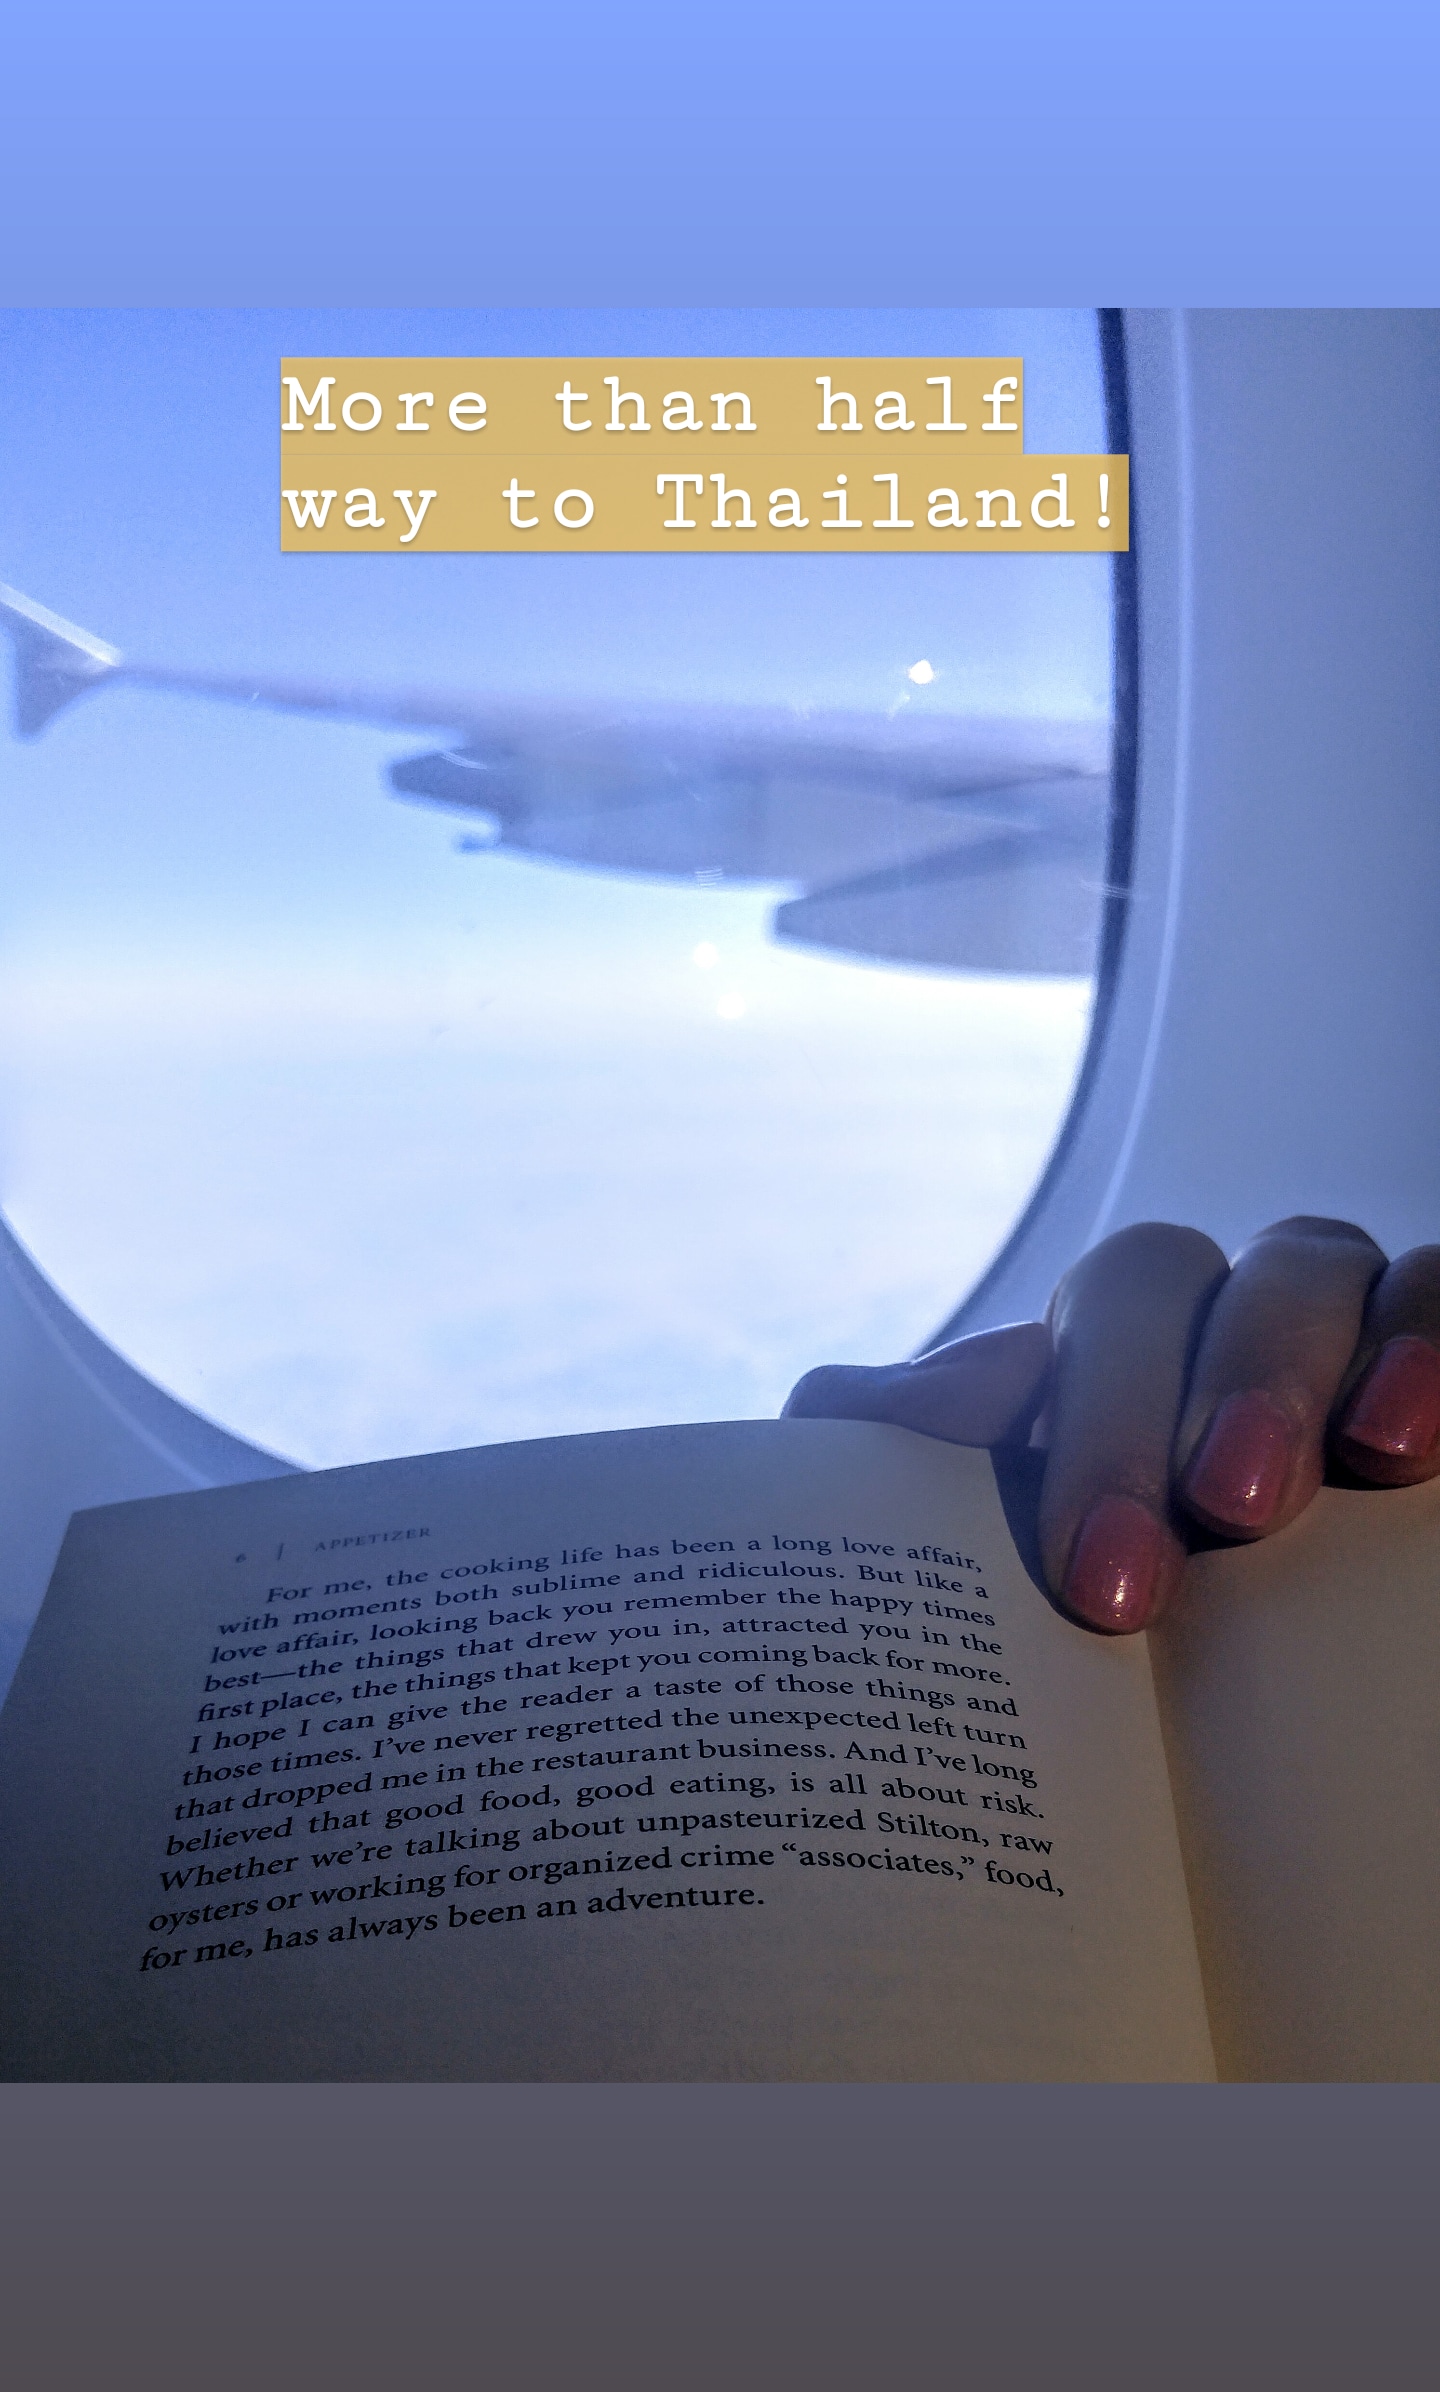 More than half
way to Thailand!
6 | APPETIZER
For me, the cooking life has been a long love affair,
with moments both sublime and ridiculous. But like a
love affair, looking back you remember the happy times
best—the things that drew you in, attracted you in the
first place, the things that kept you coming back for more.
I hope I can give the reader a taste of those things and
those times. I’ve never regretted the unexpected left turn
that dropped me in the restaurant business. And I’ve long
believed that good food, good eating, is all about risk.
Whether we’re talking about unpasteurized Stilton, raw
oysters or working for organized crime “associates,” food,
for me, has always been an adventure.